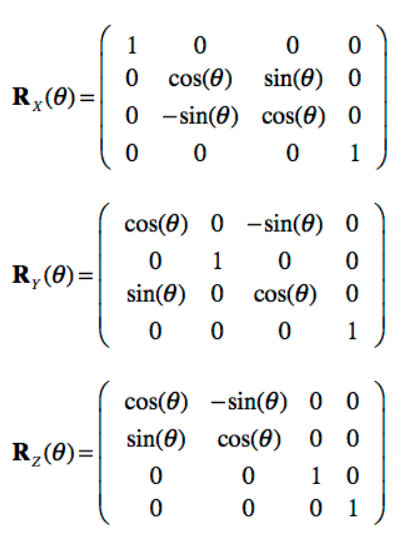 1 0 0 0
0 cos(θ) sin(θ) 0
R_X(θ)=
0 −sin(θ) cos(θ) 0
0 0 0 1
cos(θ) 0 −sin(θ) 0
0 1 0 0
R_Y(θ)=
sin(θ) 0 cos(θ) 0
0 0 0 1
cos(θ) −sin(θ) 0 0
sin(θ) cos(θ) 0 0
R_Z(θ)=
0 0 1 0
0 0 0 1